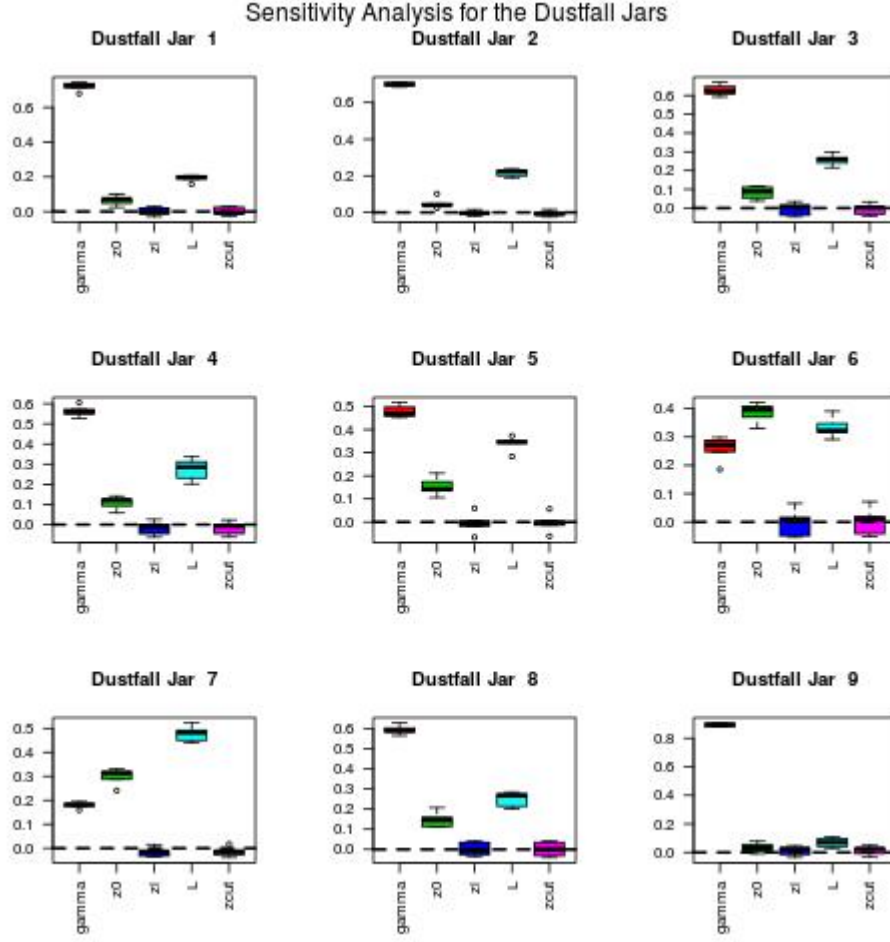 Sensitivity Analysis for the Dustfall Jars
Dustfall Jar 1
0.6
0.4
0.2
0.0
gamma
z0
zi
L
zcut
Dustfall Jar 2
0.6
0.4
0.2
0.0
gamma
z0
zi
L
zcut
Dustfall Jar 3
0.6
0.5
0.4
0.3
0.2
0.1
0.0
gamma
z0
zi
L
zcut
Dustfall Jar 4
0.6
0.5
0.4
0.3
0.2
0.1
0.0
gamma
z0
zi
L
zcut
Dustfall Jar 5
0.5
0.4
0.3
0.2
0.1
0.0
gamma
z0
zi
L
zcut
Dustfall Jar 6
0.4
0.3
0.2
0.1
0.0
gamma
z0
zi
L
zcut
Dustfall Jar 7
0.5
0.4
0.3
0.2
0.1
0.0
gamma
z0
zi
L
zcut
Dustfall Jar 8
0.6
0.5
0.4
0.3
0.2
0.1
0.0
gamma
z0
zi
L
zcut
Dustfall Jar 9
0.8
0.6
0.4
0.2
0.0
gamma
z0
zi
L
zcut